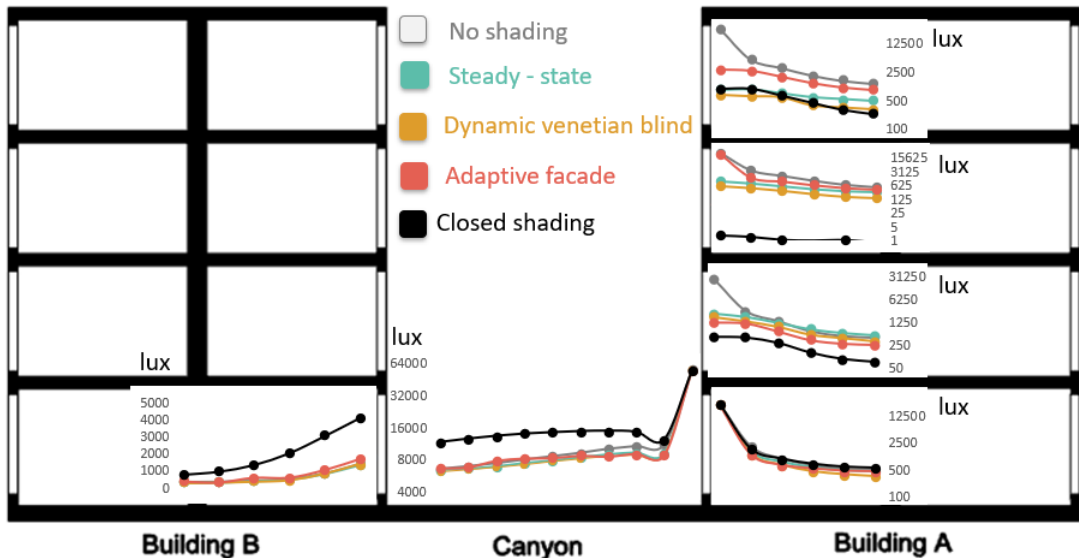 No shading
Steady - state
Dynamic venetian blind
Adaptive facade
Closed shading
lux
12500
2500
500
100
lux
15625
3125
625
125
25
5
1
lux
31250
6250
1250
250
50
lux
12500
2500
500
100
lux
64000
32000
16000
8000
4000
lux
5000
4000
3000
2000
1000
0
Building B
Canyon
Building A